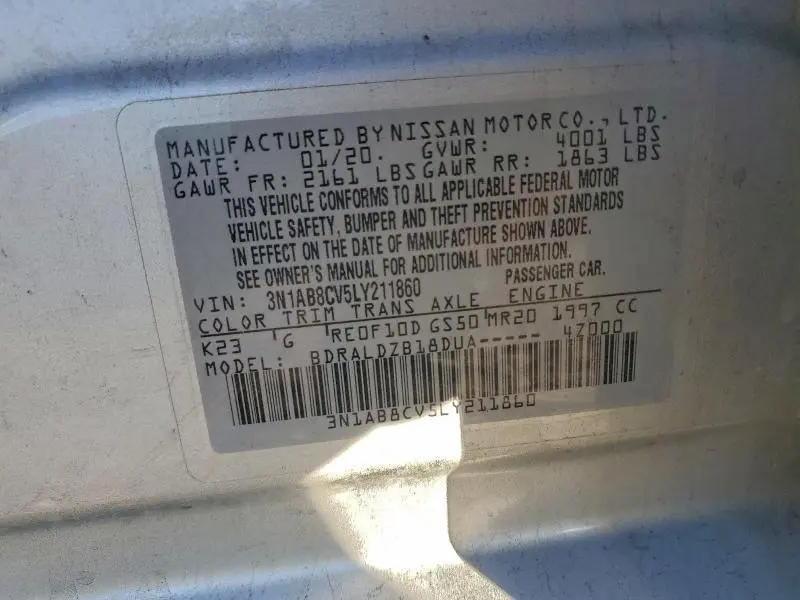 MANUFACTURED BY NISSAN MOTOR CO., LTD.
DATE: 01/20. GVWR: 4001 LBS
GAWR FR: 2161 LBS GAWR RR: 1863 LBS
THIS VEHICLE CONFORMS TO ALL APPLICABLE FEDERAL MOTOR
VEHICLE SAFETY, BUMPER AND THEFT PREVENTION STANDARDS
IN EFFECT ON THE DATE OF MANUFACTURE SHOWN ABOVE.
SEE OWNER'S MANUAL FOR ADDITIONAL INFORMATION.
VIN: 3N1AB8CV5LY211860 PASSENGER CAR.
COLOR TRIM TRANS AXLE ENGINE
K23 G RE0F10D GS50 MR20 1997 CC
MODEL: BDRALDZB18DUA----- 4Z000
3N1AB8CV5LY211860